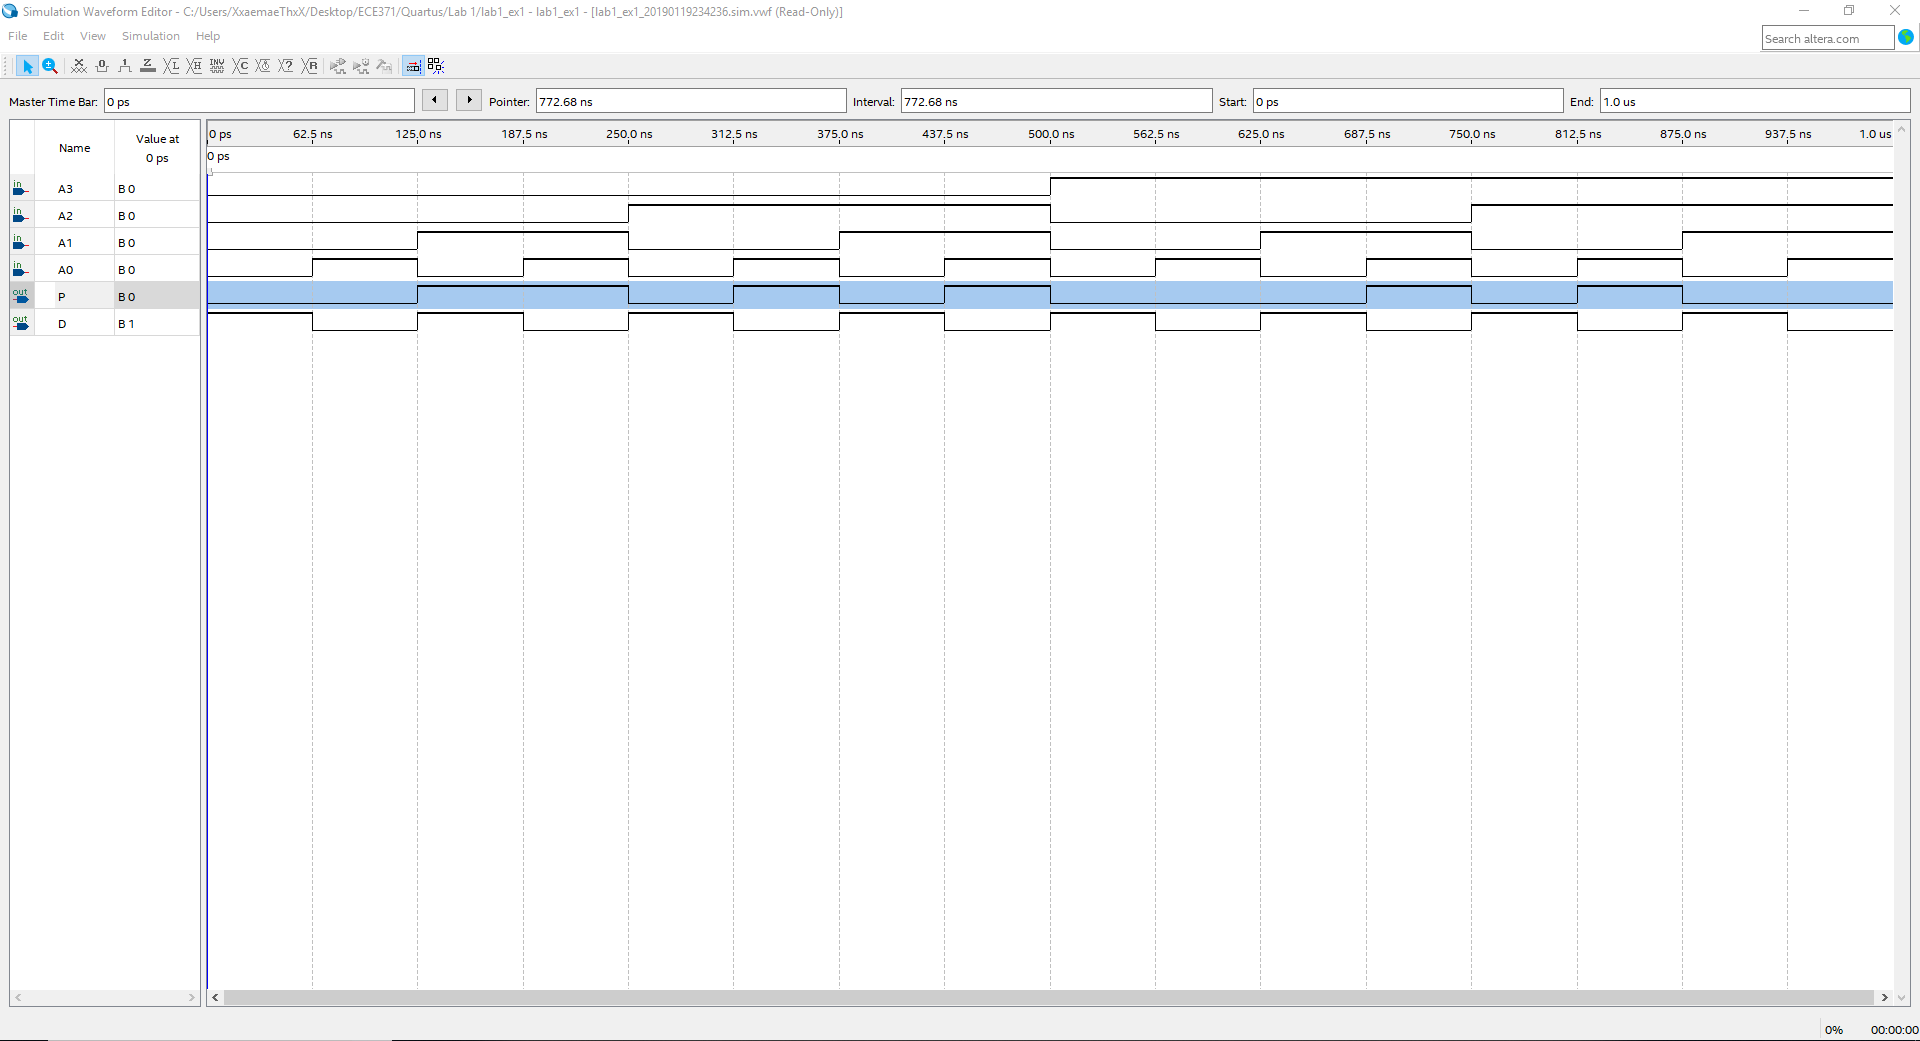 Simulation Waveform Editor - C:/Users/XxaemaeThxX/Desktop/ECE371/Quartus/Lab 1/lab1_ex1 - lab1_ex1 - [lab1_ex1_20190119234236.sim.vwf (Read-Only)]
File Edit View Simulation Help
Search altera.com
Master Time Bar: 0 ps Pointer: 772.68 ns Interval: 772.68 ns Start: 0 ps End: 1.0 us
Name Value at 0 ps
0 ps 62.5 ns 125.0 ns 187.5 ns 250.0 ns 312.5 ns 375.0 ns 437.5 ns 500.0 ns 562.5 ns 625.0 ns 687.5 ns 750.0 ns 812.5 ns 875.0 ns 937.5 ns 1.0 us
0 ps
in A3 B 0
in A2 B 0
in A1 B 0
in A0 B 0
out P B 0
out D B 1
0% 00:00:00